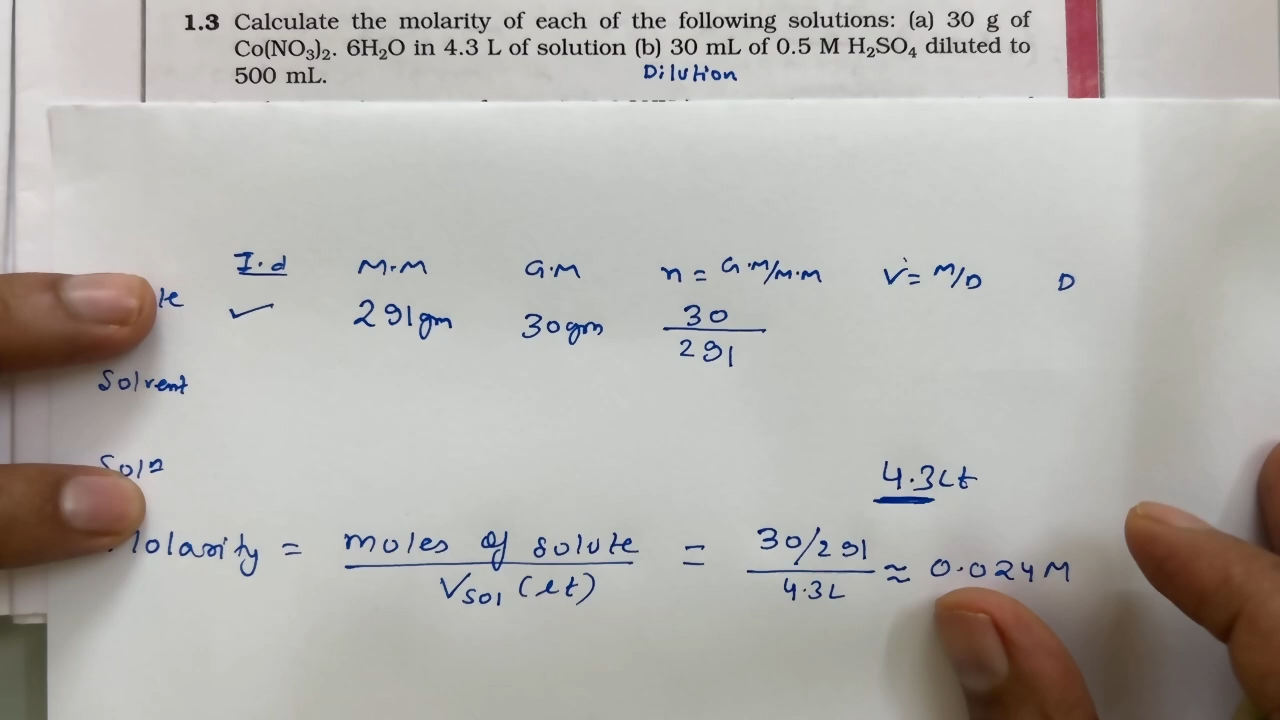 1.3 Calculate the molarity of each of the following solutions: (a) 30 g of
Co(NO₃)₂. 6H₂O in 4.3 L of solution (b) 30 mL of 0.5 M H₂SO₄ diluted to
500 mL. Dilution
I.d M.M G.M n = G.M/M.M V = M/D D
te ✓ 291gm 30gm 30/291
Solvent
Soln 4.3Lt
Molarity = moles of solute / Vsol (lt) = 30/291 / 4.3L ≈ 0.024M